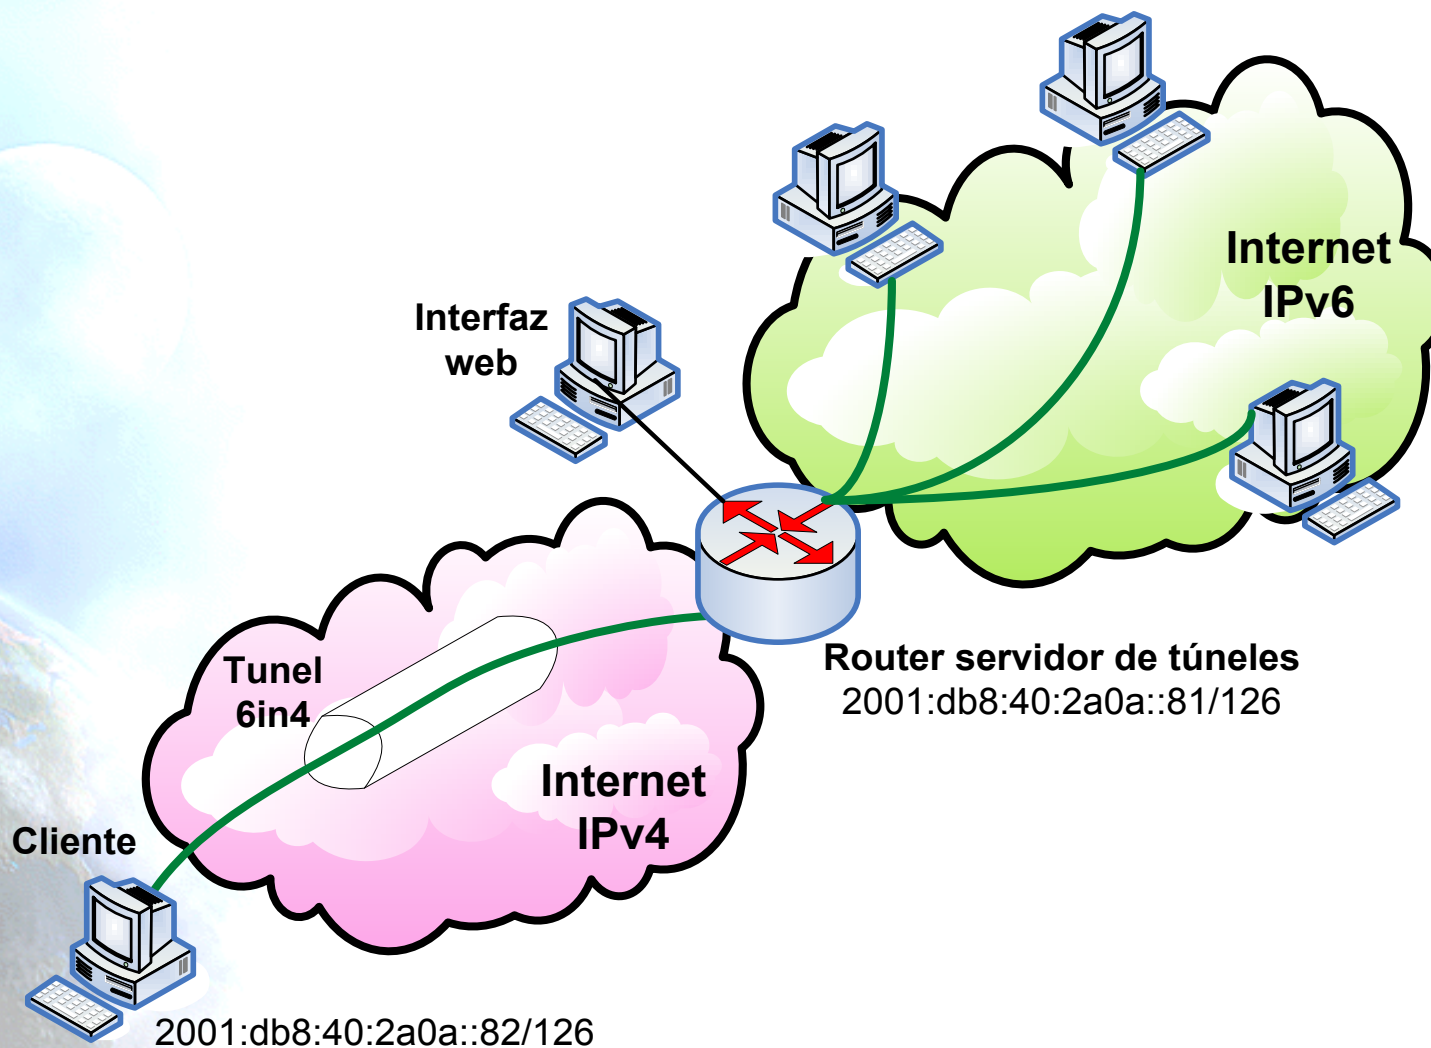 Internet
IPv6
Interfaz
web
Router servidor de túneles
2001:db8:40:2a0a::81/126
Tunel
6in4
Internet
IPv4
Cliente
2001:db8:40:2a0a::82/126